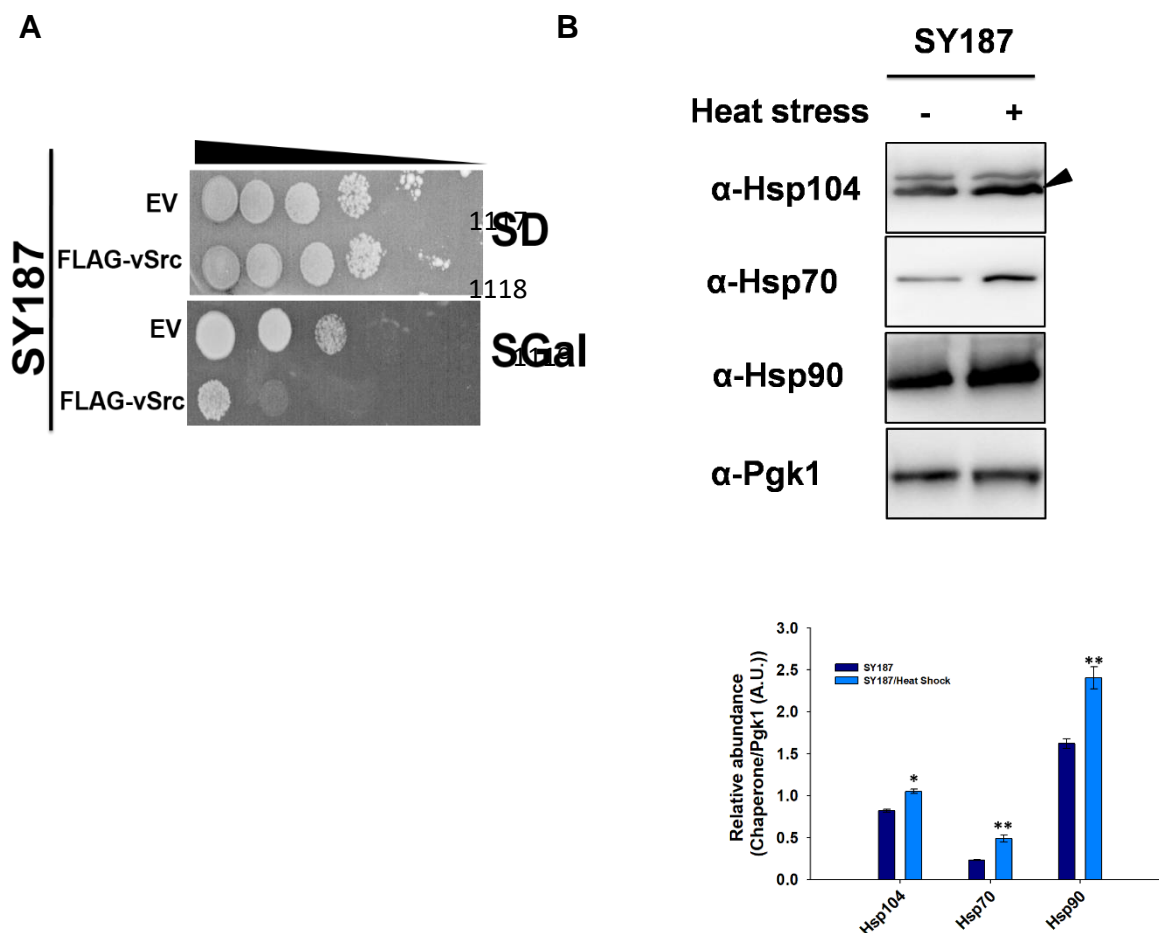 A
B
SY187
Heat stress - +
α-Hsp104
α-Hsp70
α-Hsp90
α-Pgk1
SY187
EV
FLAG-vSrc
SD
1117
1118
EV
FLAG-vSrc
SGal
1119
Relative abundance
(Chaperone/Pgk1 (A.U.))
3.0
2.5
2.0
1.5
1.0
0.5
0.0
SY187
SY187/Heat Shock
*
**
**
Hsp104
Hsp70
Hsp90